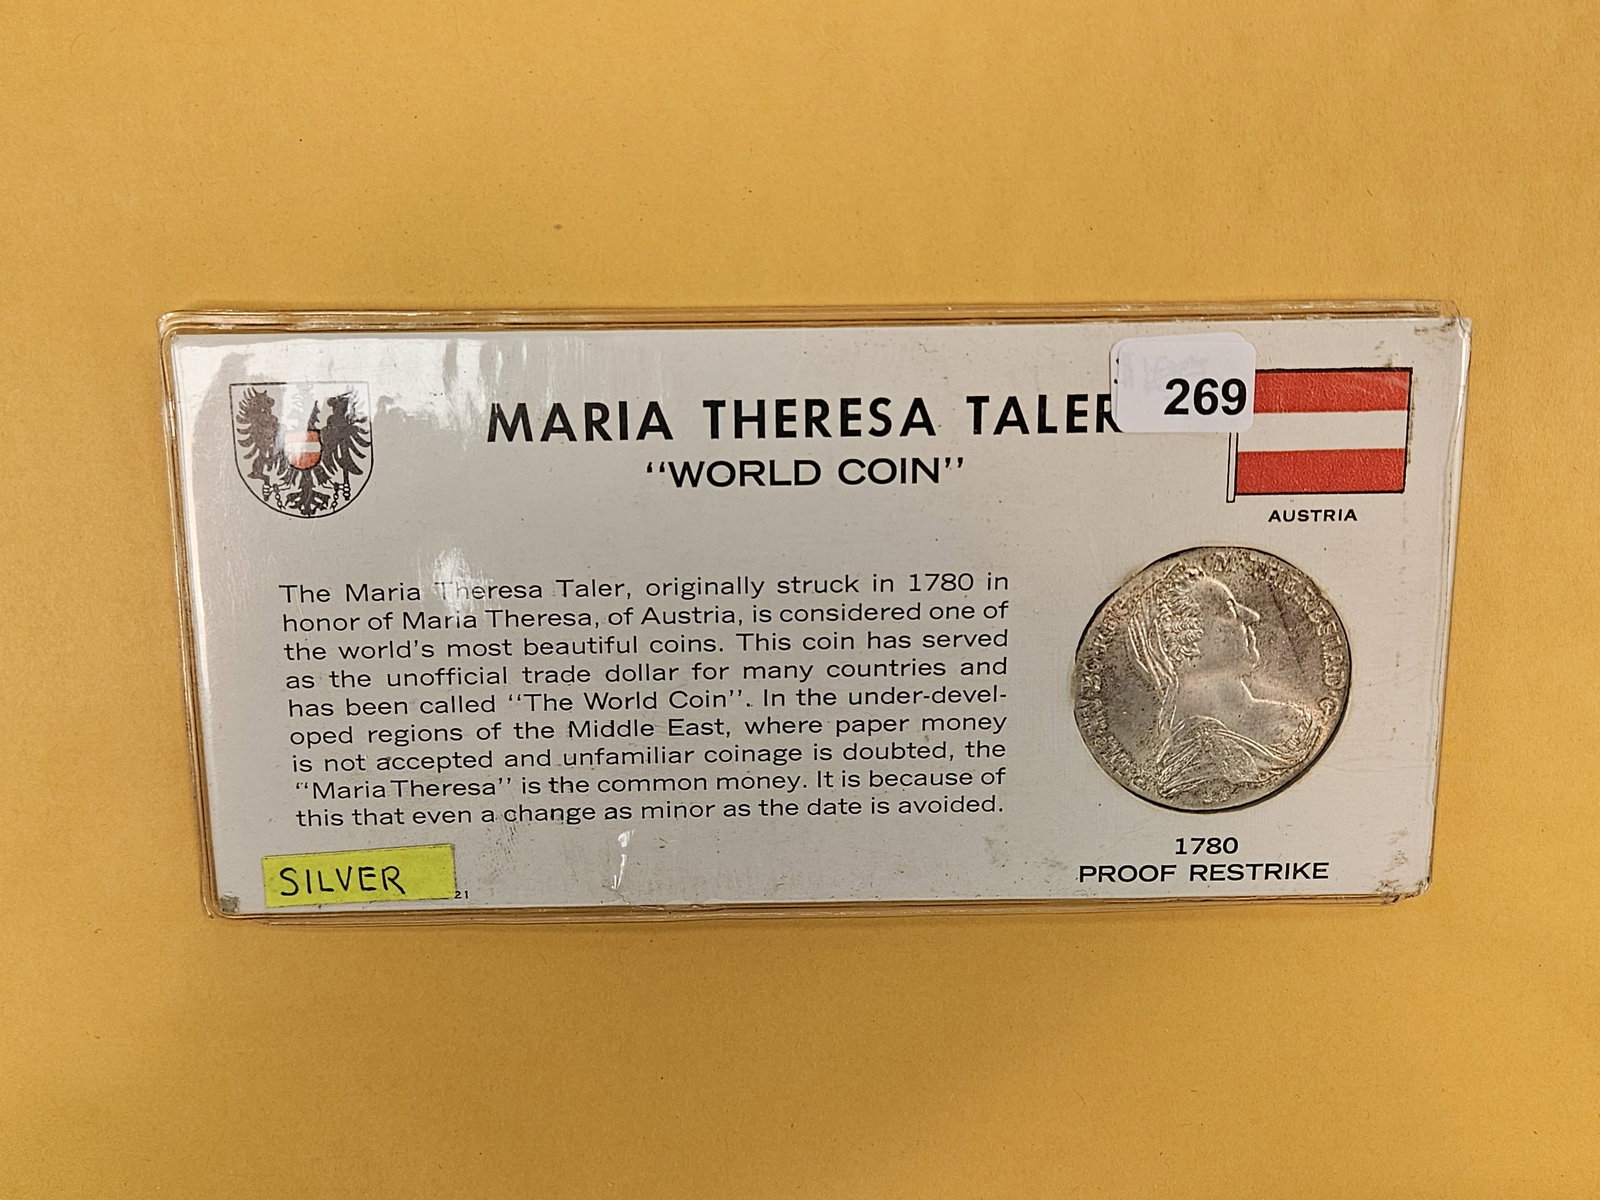 MARIA THERESA TALER
269
"WORLD COIN"
AUSTRIA
The Maria Theresa Taler, originally struck in 1780 in
honor of Maria Theresa, of Austria, is considered one of
the world's most beautiful coins. This coin has served
as the unofficial trade dollar for many countries and
has been called "The World Coin". In the under-devel-
oped regions of the Middle East, where paper money
is not accepted and unfamiliar coinage is doubted, the
"Maria Theresa" is the common money. It is because of
this that even a change as minor as the date is avoided.
1780
PROOF RESTRIKE
SILVER
21